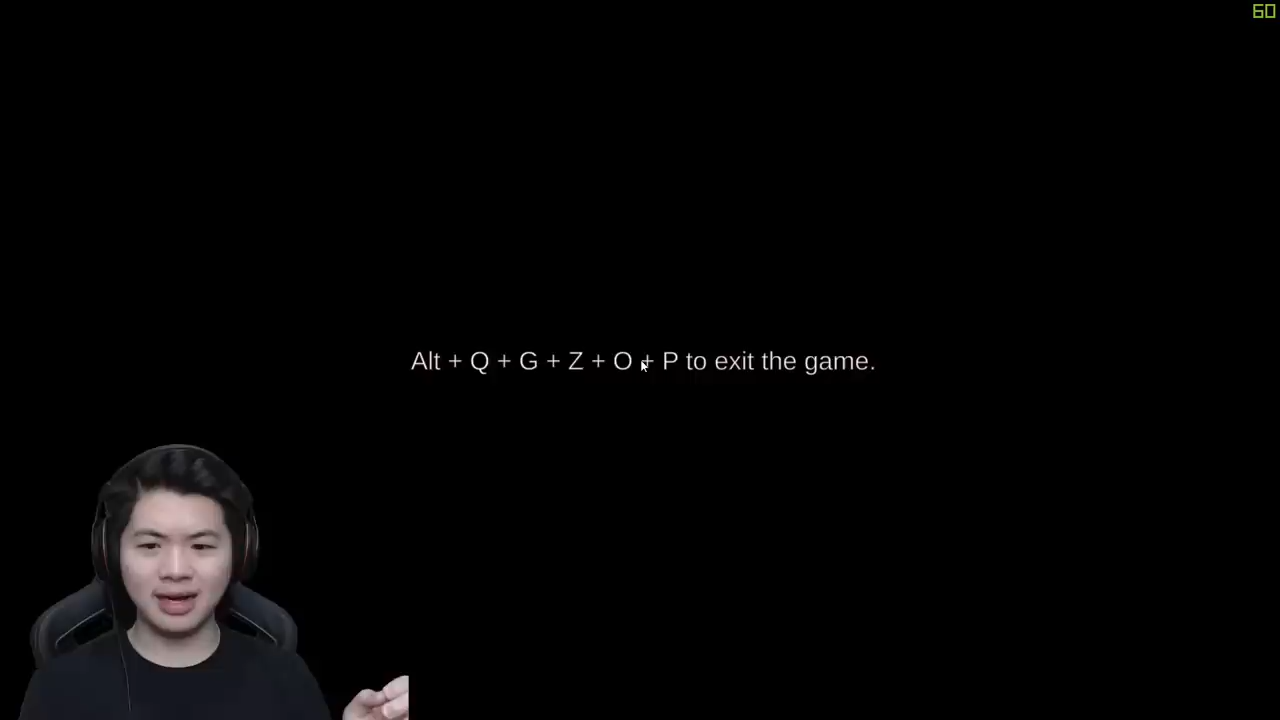 60
Alt + Q + G + Z + O + P to exit the game.